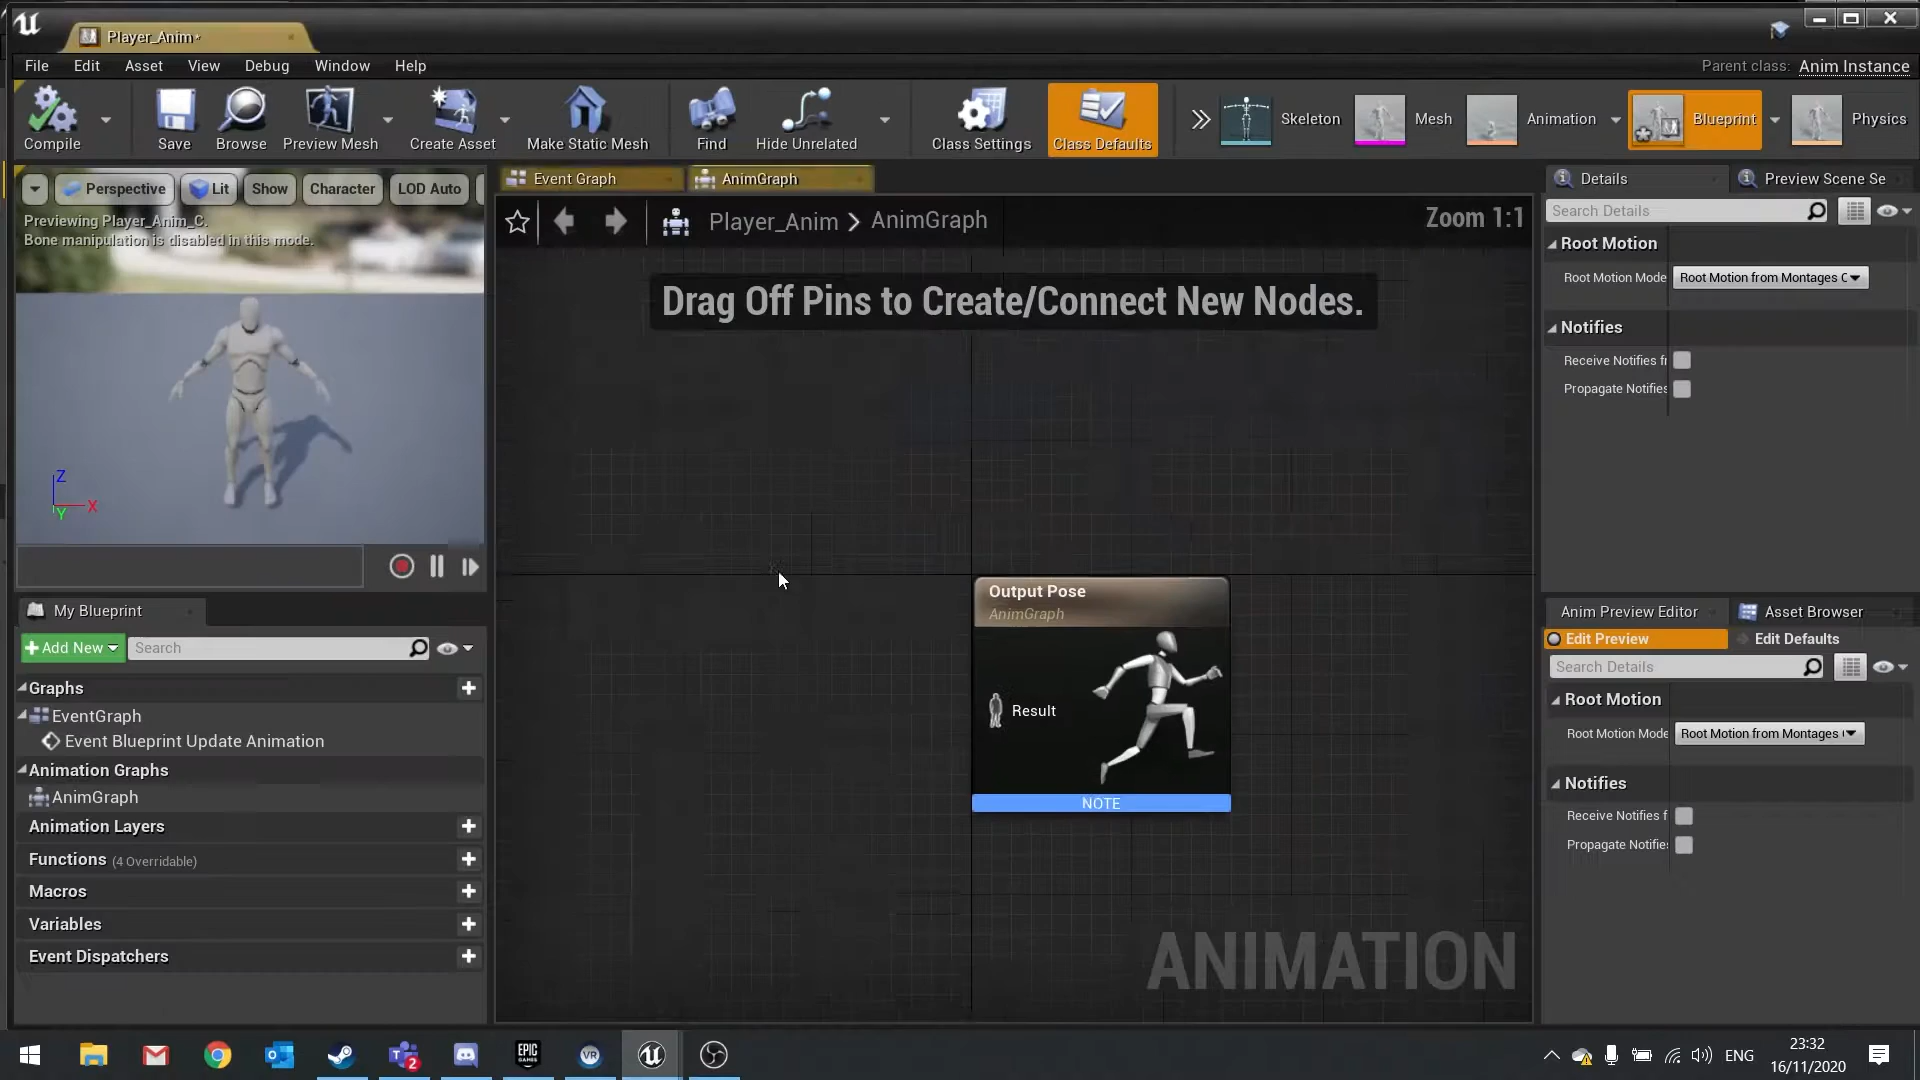 Player_Anim*
File Edit Asset View Debug Window Help
Parent class: Anim Instance
Compile Save Browse Preview Mesh Create Asset Make Static Mesh Find Hide Unrelated Class Settings Class Defaults Skeleton Mesh Animation Blueprint Physics
Perspective Lit Show Character LOD Auto
Previewing Player_Anim_C.
Bone manipulation is disabled in this mode.
Z
X
Y
Event Graph AnimGraph
Player_Anim AnimGraph
Zoom 1:1
Drag Off Pins to Create/Connect New Nodes.
Output Pose
AnimGraph
Result
NOTE
ANIMATION
My Blueprint
Add New Search
Graphs
EventGraph
Event Blueprint Update Animation
Animation Graphs
AnimGraph
Animation Layers
Functions (4 Overridable)
Macros
Variables
Event Dispatchers
Details Preview Scene Se
Search Details
Root Motion
Root Motion Mode Root Motion from Montages
Notifies
Receive Notifies
Propagate Notifies
Anim Preview Editor Asset Browser
Edit Preview Edit Defaults
Search Details
Root Motion
Root Motion Mode Root Motion from Montages
Notifies
Receive Notifies f
Propagate Notifie
2
EPIC
GAMES
VR
ENG
23:32
16/11/2020